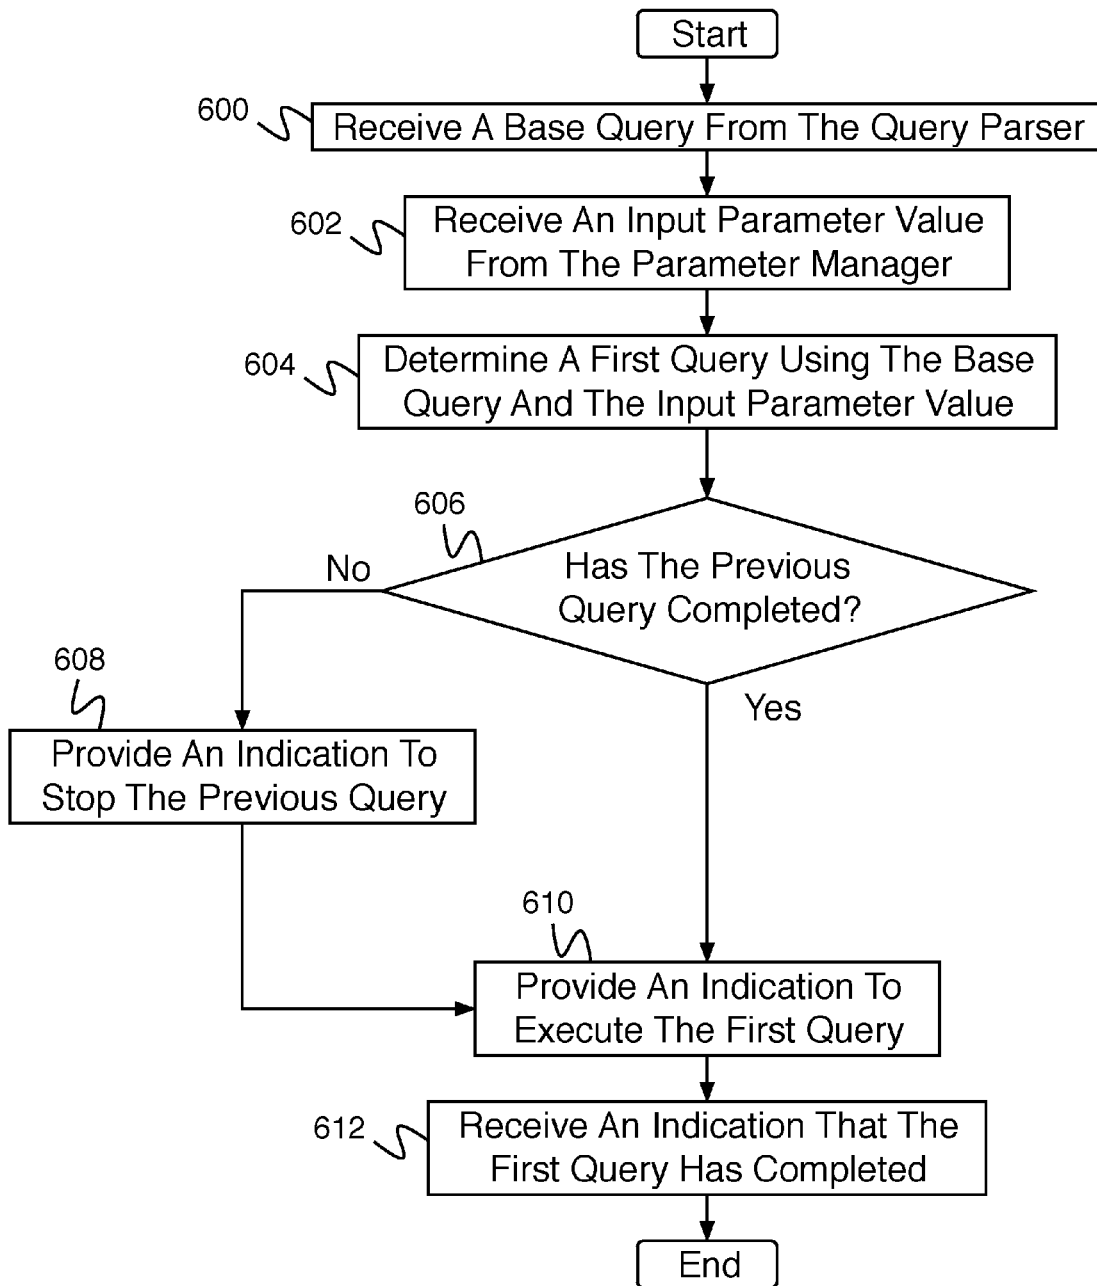 Start
600
Receive A Base Query From The Query Parser
602
Receive An Input Parameter Value
From The Parameter Manager
604
Determine A First Query Using The Base
Query And The Input Parameter Value
606
Has The Previous
Query Completed?
No
Yes
608
Provide An Indication To
Stop The Previous Query
610
Provide An Indication To
Execute The First Query
612
Receive An Indication That The
First Query Has Completed
End